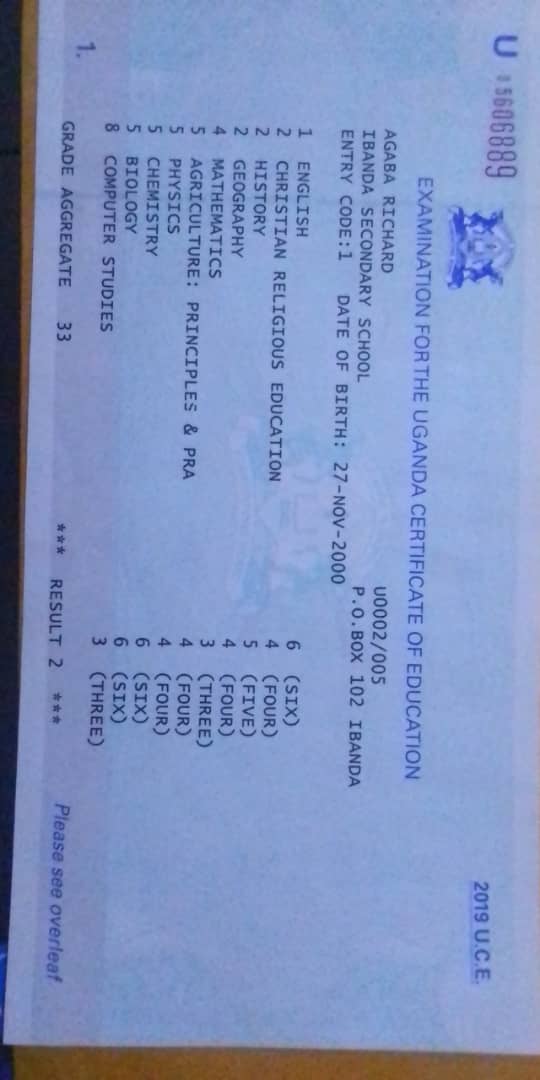 U 15606889
2019 U.C.E.
EXAMINATION FOR THE UGANDA CERTIFICATE OF EDUCATION
AGABA RICHARD U0002/005
IBANDA SECONDARY SCHOOL P.O.BOX 102 IBANDA
ENTRY CODE:1 DATE OF BIRTH: 27-NOV-2000
1 ENGLISH 6 (SIX)
2 CHRISTIAN RELIGIOUS EDUCATION 4 (FOUR)
2 HISTORY 5 (FIVE)
2 GEOGRAPHY 4 (FOUR)
4 MATHEMATICS 3 (THREE)
5 AGRICULTURE: PRINCIPLES & PRA 4 (FOUR)
5 PHYSICS 4 (FOUR)
5 CHEMISTRY 6 (SIX)
5 BIOLOGY 6 (SIX)
8 COMPUTER STUDIES 3 (THREE)
1.
GRADE AGGREGATE 33 *** RESULT 2 *** Please see overleaf